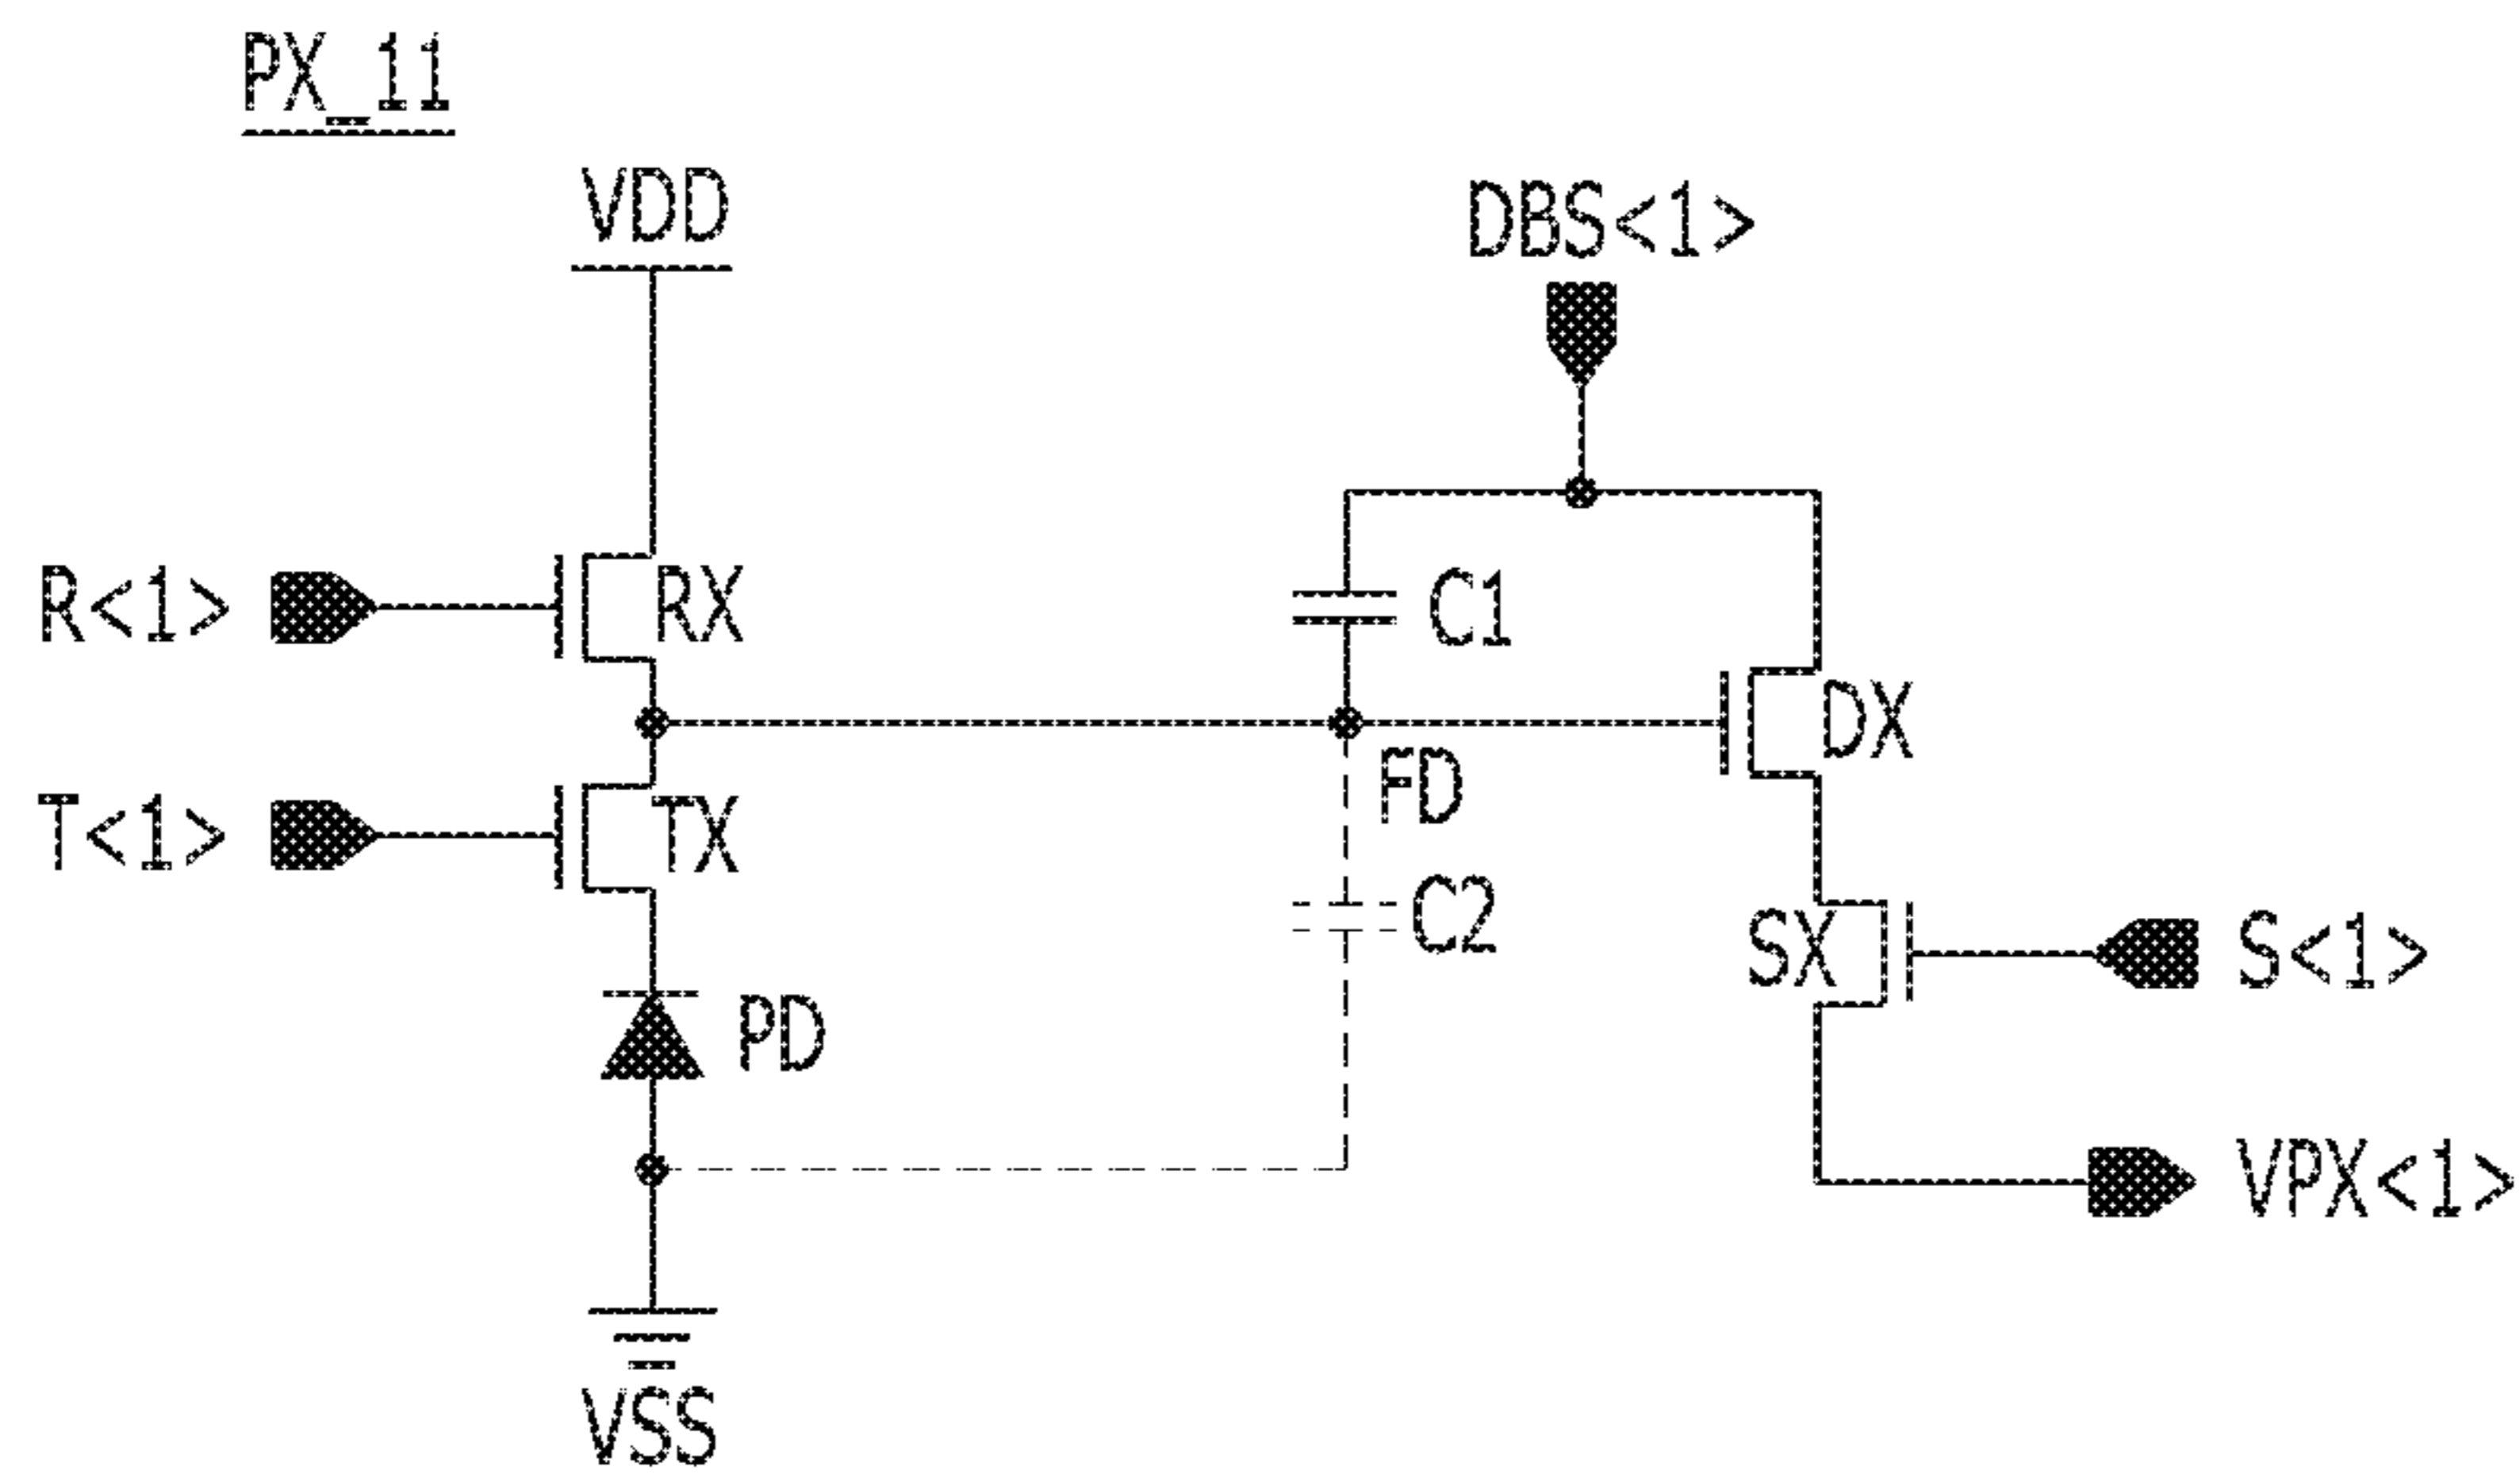 PX_11
VDD
DBS<1>
R<1>
RX
C1
DX
FD
T<1>
TX
C2
SX
S<1>
PD
VPX<1>
VSS